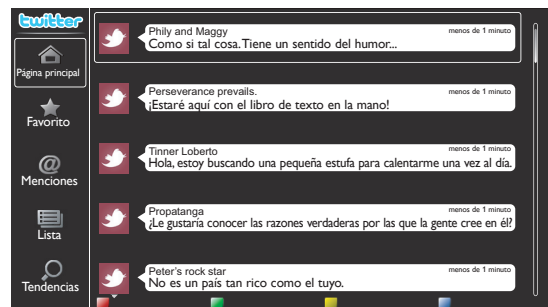 twitter
Página principal
Favorito
Menciones
Lista
Tendencias
Phily and Maggy menos de 1 minuto
Como si tal cosa. Tiene un sentido del humor...
Perseverance prevails. menos de 1 minuto
¡Estaré aquí con el libro de texto en la mano!
Tinner Loberto menos de 1 minuto
Hola, estoy buscando una pequeña estufa para calentarme una vez al día.
Propatanga menos de 1 minuto
¿Le gustaría conocer las razones verdaderas por las que la gente cree en él?
Peter's rock star menos de 1 minuto
No es un país tan rico como el tuyo.